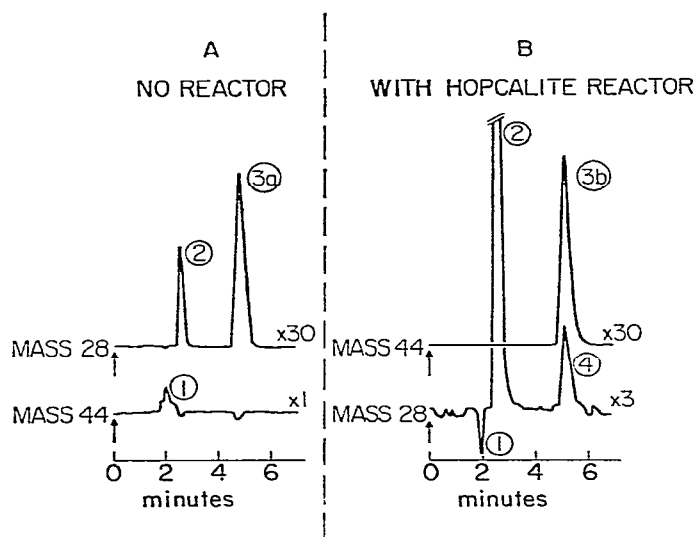 A
NO REACTOR
2
3a
x30
MASS 28
1
x1
MASS 44
0 2 4 6
minutes
B
WITH HOPCALITE REACTOR
2
3b
x30
MASS 44
4
x3
MASS 28
1
0 2 4 6
minutes